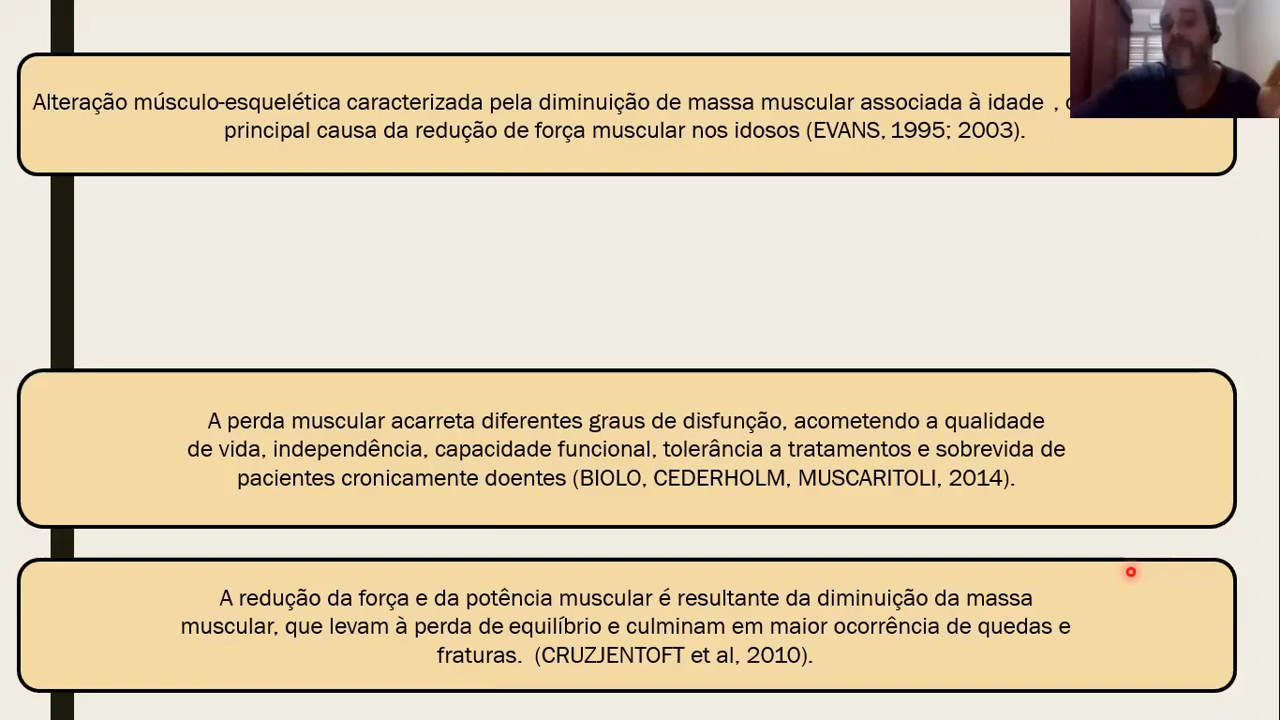 Alteração músculo-esquelética caracterizada pela diminuição de massa muscular associada à idade ,
principal causa da redução de força muscular nos idosos (EVANS, 1995; 2003).
A perda muscular acarreta diferentes graus de disfunção, acometendo a qualidade
de vida, independência, capacidade funcional, tolerância a tratamentos e sobrevida de
pacientes cronicamente doentes (BIOLO, CEDERHOLM, MUSCARITOLI, 2014).
A redução da força e da potência muscular é resultante da diminuição da massa
muscular, que levam à perda de equilíbrio e culminam em maior ocorrência de quedas e
fraturas. (CRUZJENTOFT et al, 2010).